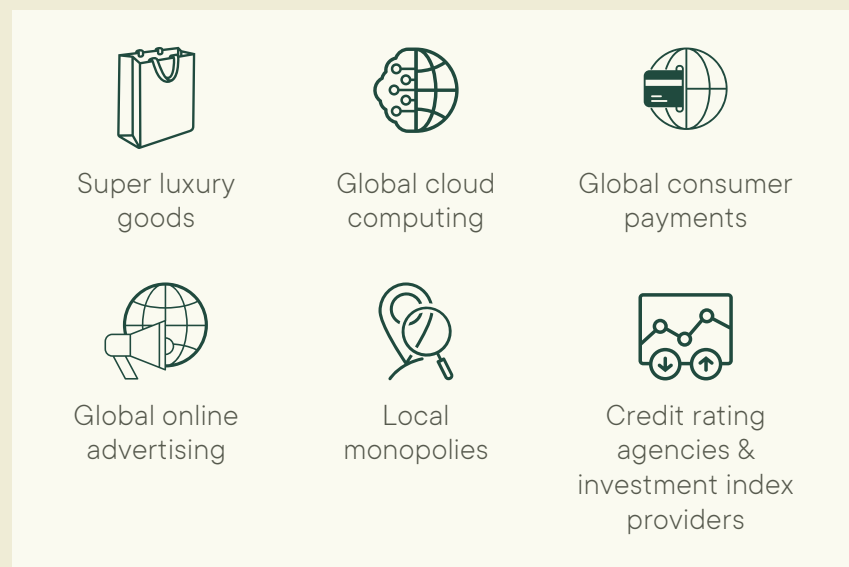 Super luxury
goods
Global cloud
computing
Global consumer
payments
Global online
advertising
Local
monopolies
Credit rating
agencies &
investment index
providers